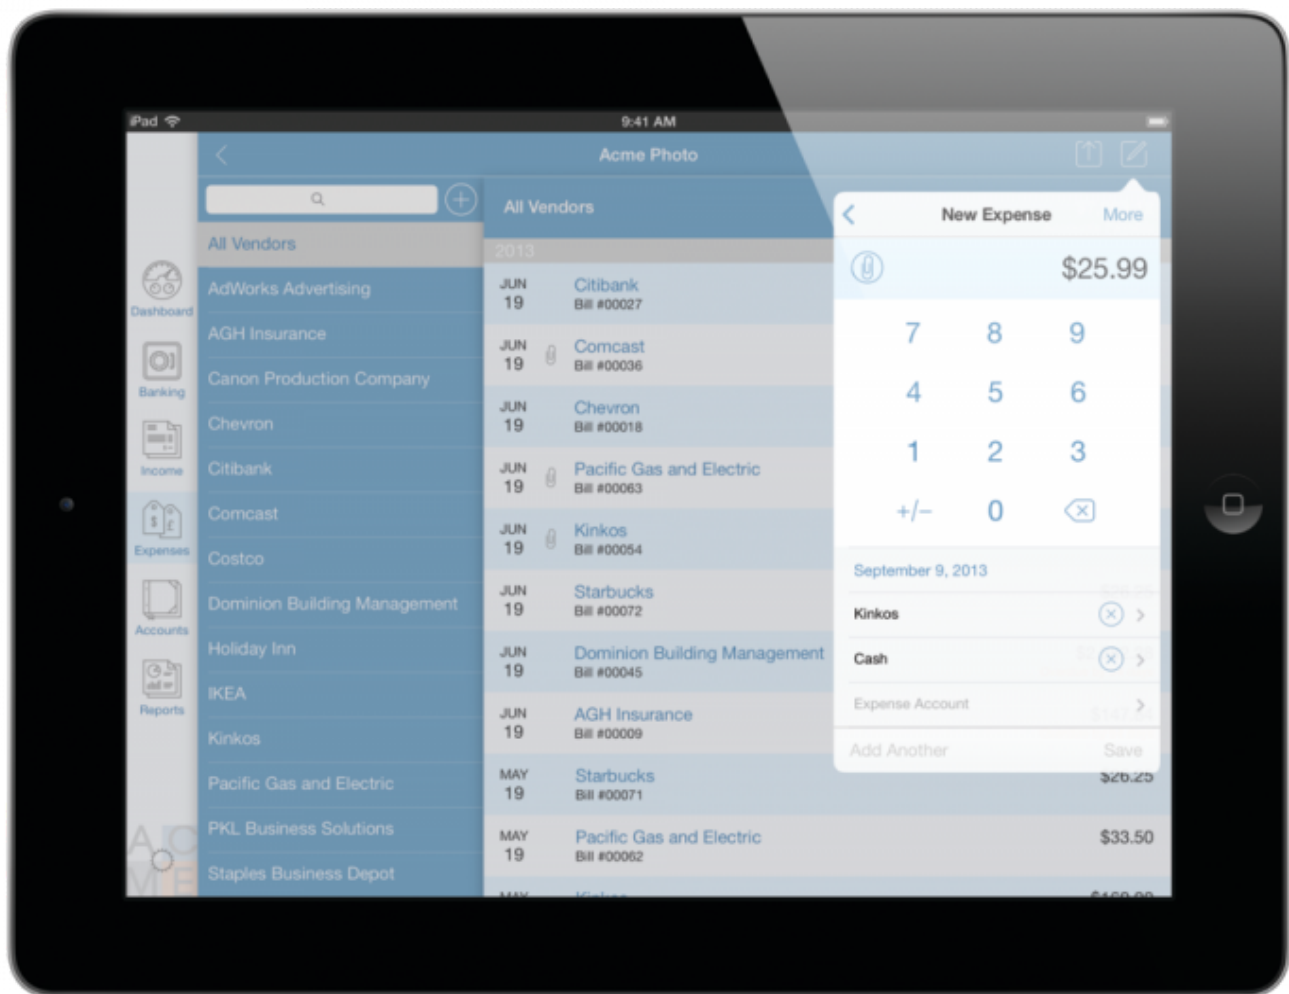 iPad
9:41 AM
Acme Photo
All Vendors
AdWorks Advertising
AGH Insurance
Canon Production Company
Chevron
Citibank
Comcast
Costco
Dominion Building Management
Holiday Inn
IKEA
Kinkos
Pacific Gas and Electric
PKL Business Solutions
Staples Business Depot
Dashboard
Banking
Income
Expenses
Accounts
Reports
AC
ME
All Vendors
2013
JUN 19 Citibank
Bill #00027
JUN 19 Comcast
Bill #00036
JUN 19 Chevron
Bill #00018
JUN 19 Pacific Gas and Electric
Bill #00063
JUN 19 Kinkos
Bill #00054
JUN 19 Starbucks
Bill #00072
JUN 19 Dominion Building Management
Bill #00045
JUN 19 AGH Insurance
Bill #00009
MAY 19 Starbucks $26.25
Bill #00071
MAY 19 Pacific Gas and Electric $33.50
Bill #00062
MAY Kinkos
New Expense
More
$25.99
7 8 9
4 5 6
1 2 3
+/− 0
September 9, 2013
Kinkos
Cash
Expense Account
Add Another
Save